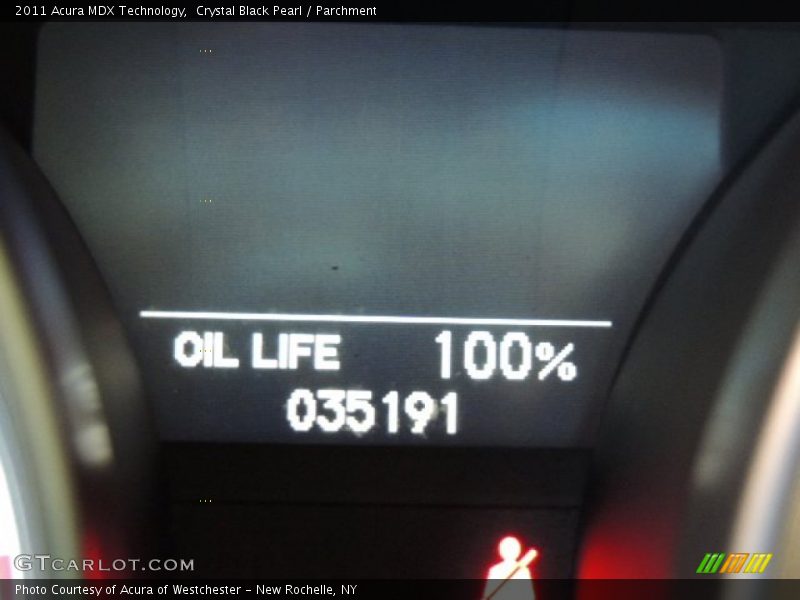 2011 Acura MDX Technology,  Crystal Black Pearl / Parchment
OIL LIFE 100%
035191
GTCARLOT.COM
Photo Courtesy of Acura of Westchester - New Rochelle, NY